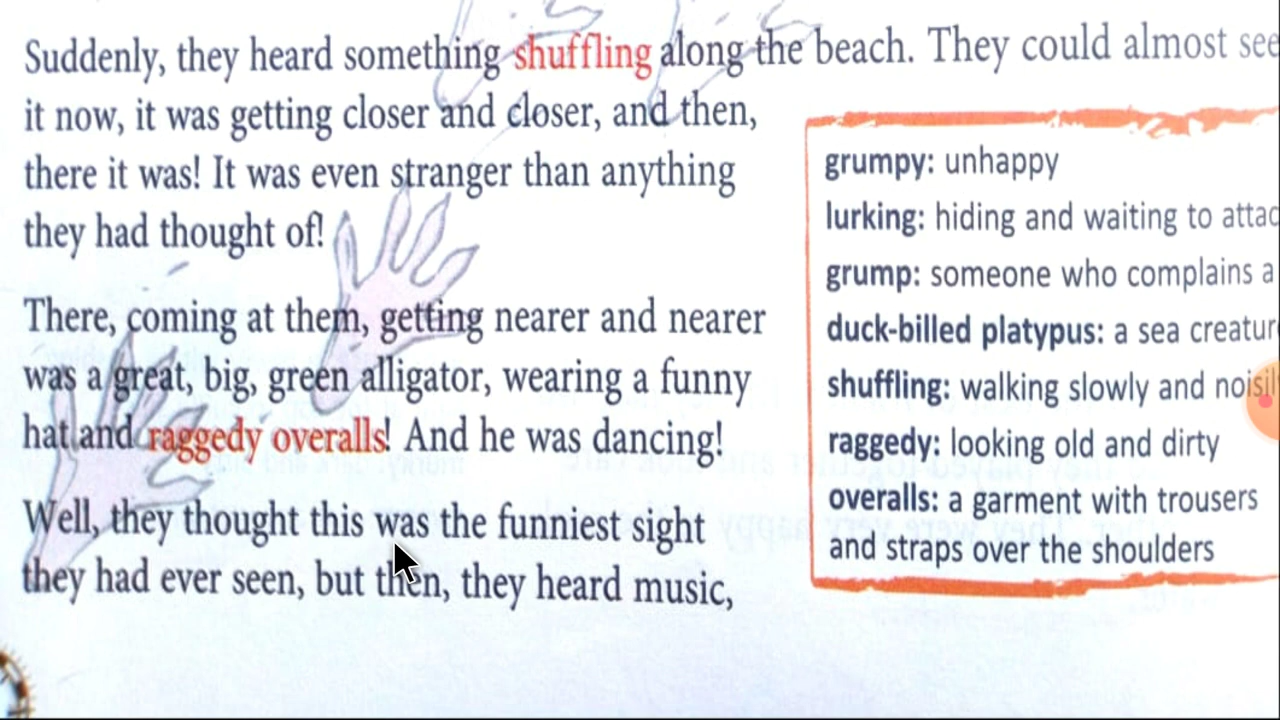 Suddenly, they heard something shuffling along the beach. They could almost see
it now, it was getting closer and closer, and then,
there it was! It was even stranger than anything
they had thought of!
There, coming at them, getting nearer and nearer
was a great, big, green alligator, wearing a funny
hat and raggedy overalls! And he was dancing!
Well, they thought this was the funniest sight
they had ever seen, but then, they heard music,
grumpy: unhappy
lurking: hiding and waiting to
grump: someone who complains a
duck-billed platypus: a sea
shuffling: walking slowly and
raggedy: looking old and dirty
overalls: a garment with trousers
and straps over the shoulders